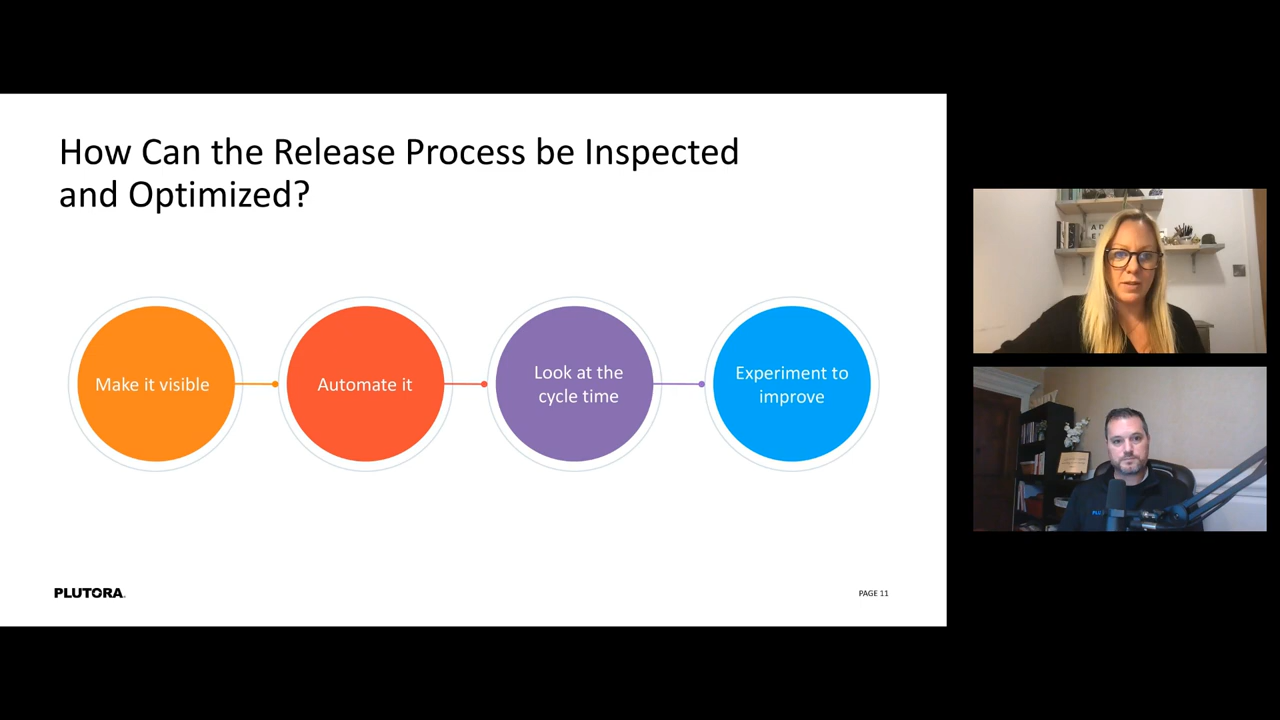 How Can the Release Process be Inspected
and Optimized?
Make it visible
Automate it
Look at the
cycle time
Experiment to
improve
PLUTORA
PAGE 11